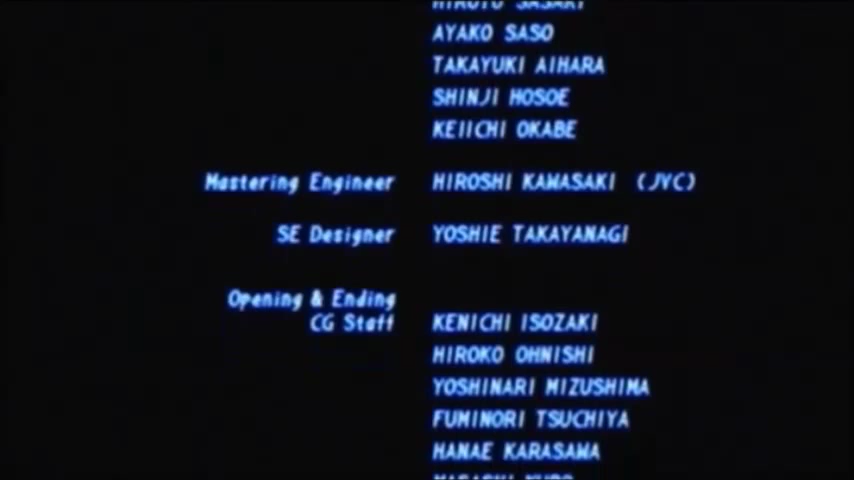 AYAKO SASO
TAKAYUKI AIHARA
SHINJI HOSOE
KEIICHI OKABE
Mastering Engineer HIROSHI KAWASAKI (JVC)
SE Designer YOSHIE TAKAYANAGI
Opening & Ending
CG Staff KENICHI ISOZAKI
HIROKO OHNISHI
YOSHINARI MIZUSHIMA
FUMINORI TSUCHIYA
HANAE KARASAWA